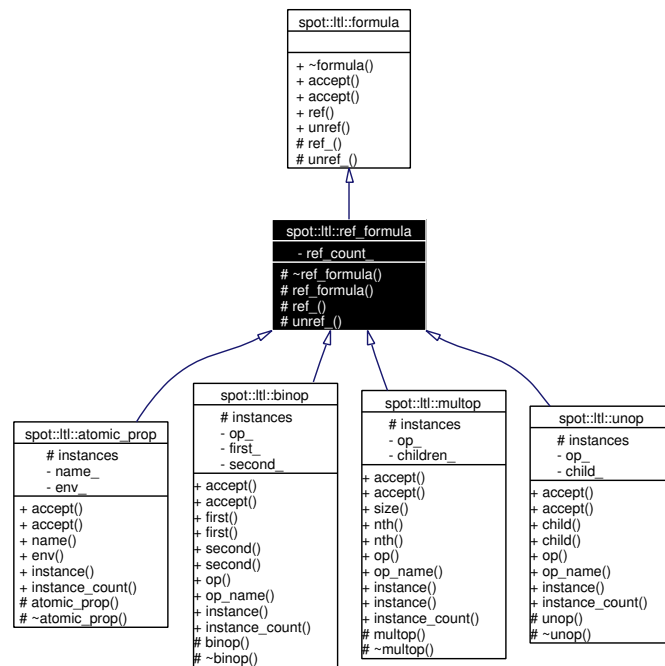 spot::ltl::formula
+ ~formula()
+ accept()
+ accept()
+ ref()
+ unref()
# ref_()
# unref_()
spot::ltl::ref_formula
- ref_count_
# ~ref_formula()
# ref_formula()
# ref_()
# unref_()
spot::ltl::atomic_prop
# instances
- name_
- env_
+ accept()
+ accept()
+ name()
+ env()
+ instance()
+ instance_count()
# atomic_prop()
# ~atomic_prop()
spot::ltl::binop
# instances
- op_
- first_
- second_
+ accept()
+ accept()
+ first()
+ first()
+ second()
+ second()
+ op()
+ op_name()
+ instance()
+ instance_count()
# binop()
# ~binop()
spot::ltl::multop
# instances
- op_
- children_
+ accept()
+ accept()
+ size()
+ nth()
+ nth()
+ op()
+ op_name()
+ instance()
+ instance()
+ instance_count()
# multop()
# ~multop()
spot::ltl::unop
# instances
- op_
- child_
+ accept()
+ accept()
+ child()
+ child()
+ op()
+ op_name()
+ instance()
+ instance_count()
# unop()
# ~unop()